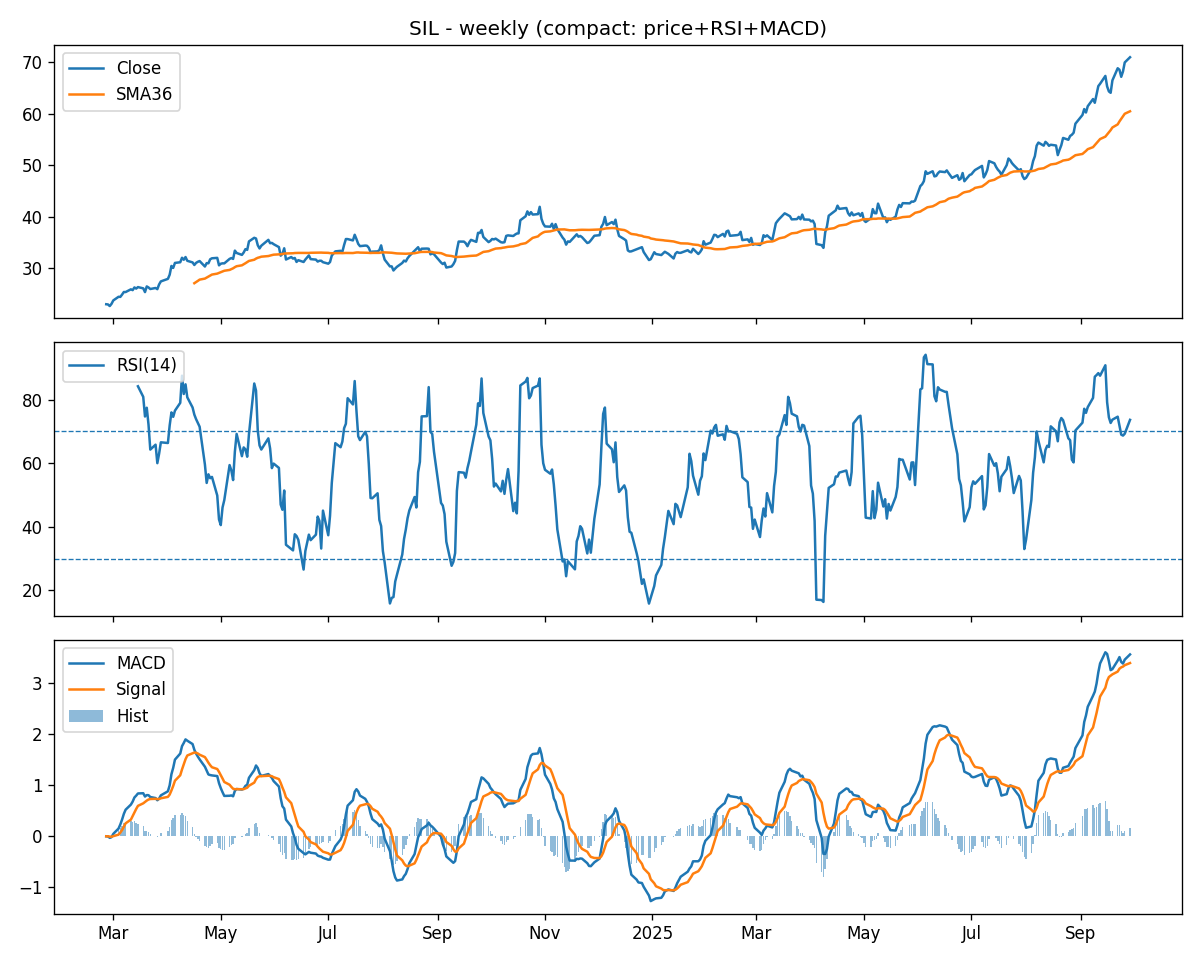 SIL - weekly (compact: price+RSI+MACD)
Close
SMA36
70
60
50
40
30
RSI(14)
80
60
40
20
MACD
Signal
Hist
3
2
1
0
−1
Mar
May
Jul
Sep
Nov
2025
Mar
May
Jul
Sep